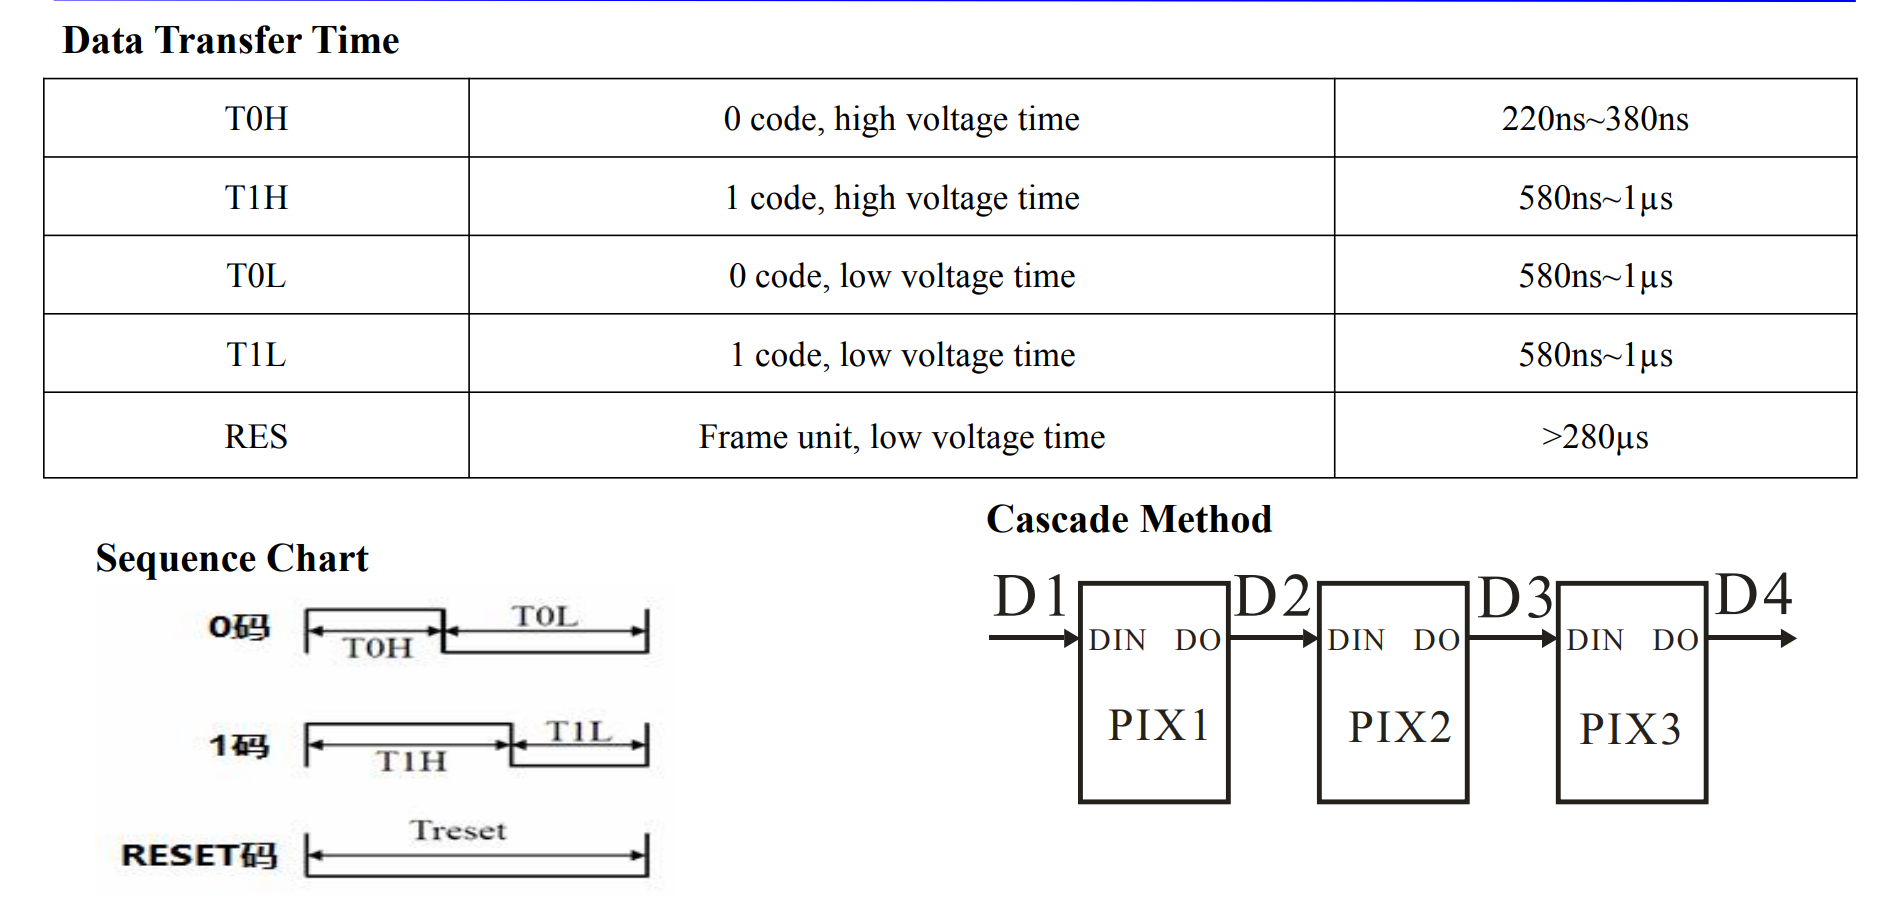 Data Transfer Time
T0H 0 code, high voltage time 220ns~380ns
T1H 1 code, high voltage time 580ns~1µs
T0L 0 code, low voltage time 580ns~1µs
T1L 1 code, low voltage time 580ns~1µs
RES Frame unit, low voltage time >280µs
Sequence Chart
0码 T0H T0L
1码 T1H T1L
RESET码 Treset
Cascade Method
D1 D2 D3 D4
DIN DO DIN DO DIN DO
PIX1 PIX2 PIX3